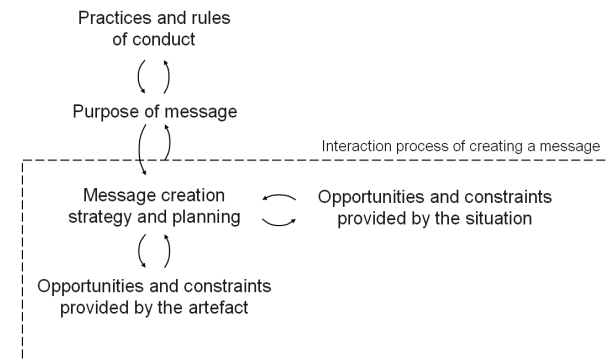 Practices and rules
of conduct
Purpose of message
Interaction process of creating a message
Message creation
strategy and planning
Opportunities and constraints
provided by the situation
Opportunities and constraints
provided by the artefact